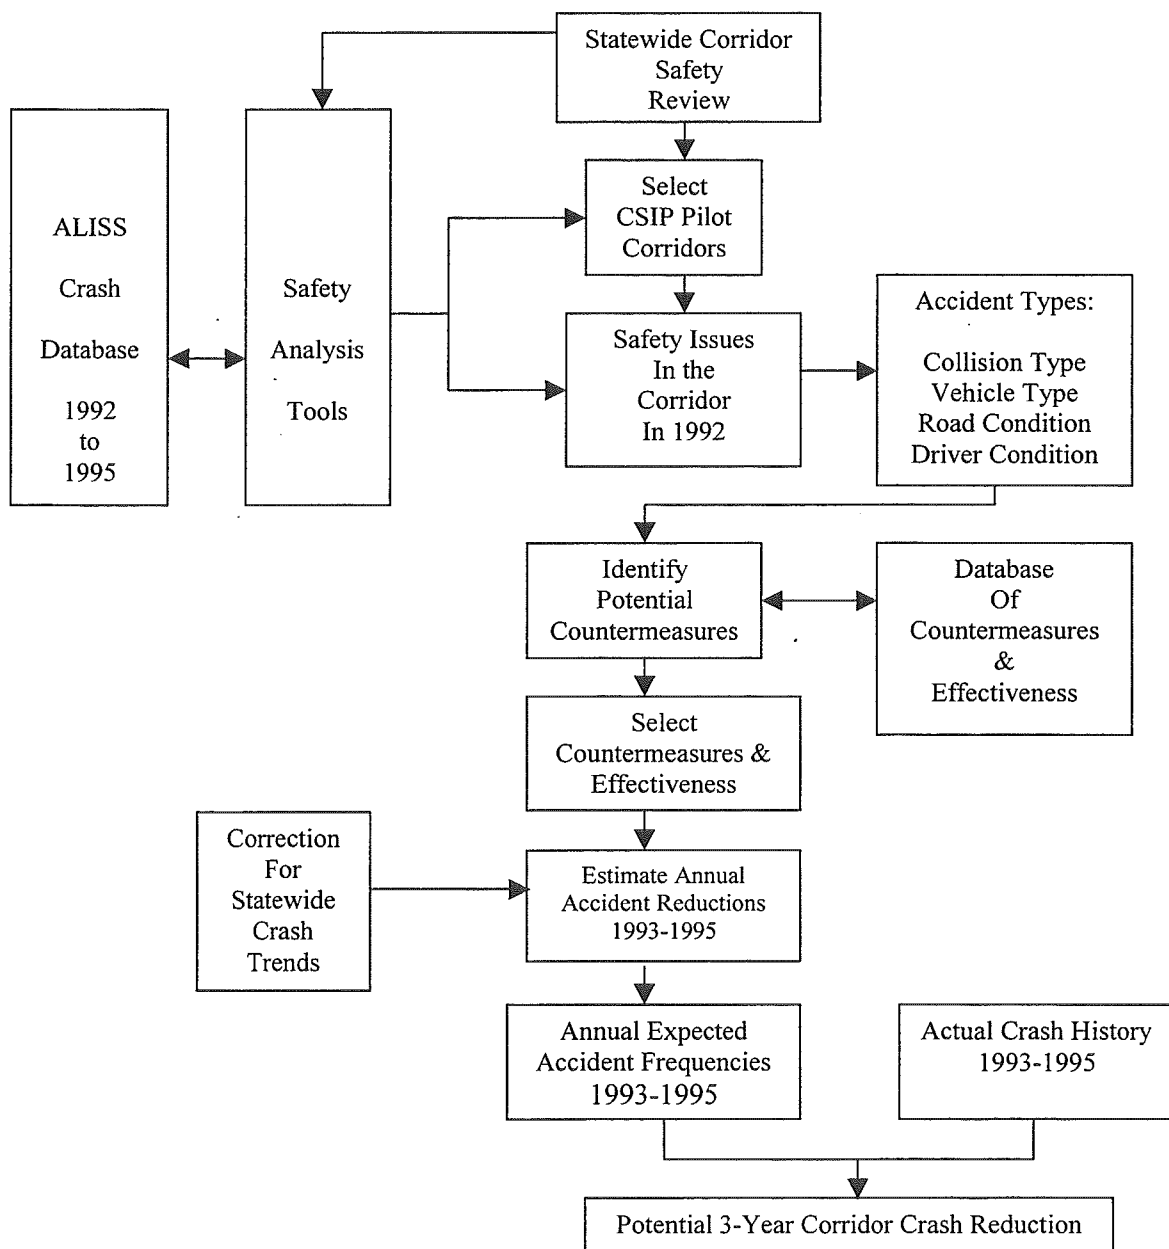 Statewide Corridor
Safety
Review
ALISS
Crash
Database
1992
to
1995
Safety
Analysis
Tools
Select
CSIP Pilot
Corridors
Safety Issues
In the
Corridor
In 1992
Accident Types:
Collision Type
Vehicle Type
Road Condition
Driver Condition
Identify
Potential
Countermeasures
Database
Of
Countermeasures
&
Effectiveness
Select
Countermeasures &
Effectiveness
Correction
For
Statewide
Crash
Trends
Estimate Annual
Accident Reductions
1993-1995
Annual Expected
Accident Frequencies
1993-1995
Actual Crash History
1993-1995
Potential 3-Year Corridor Crash Reduction